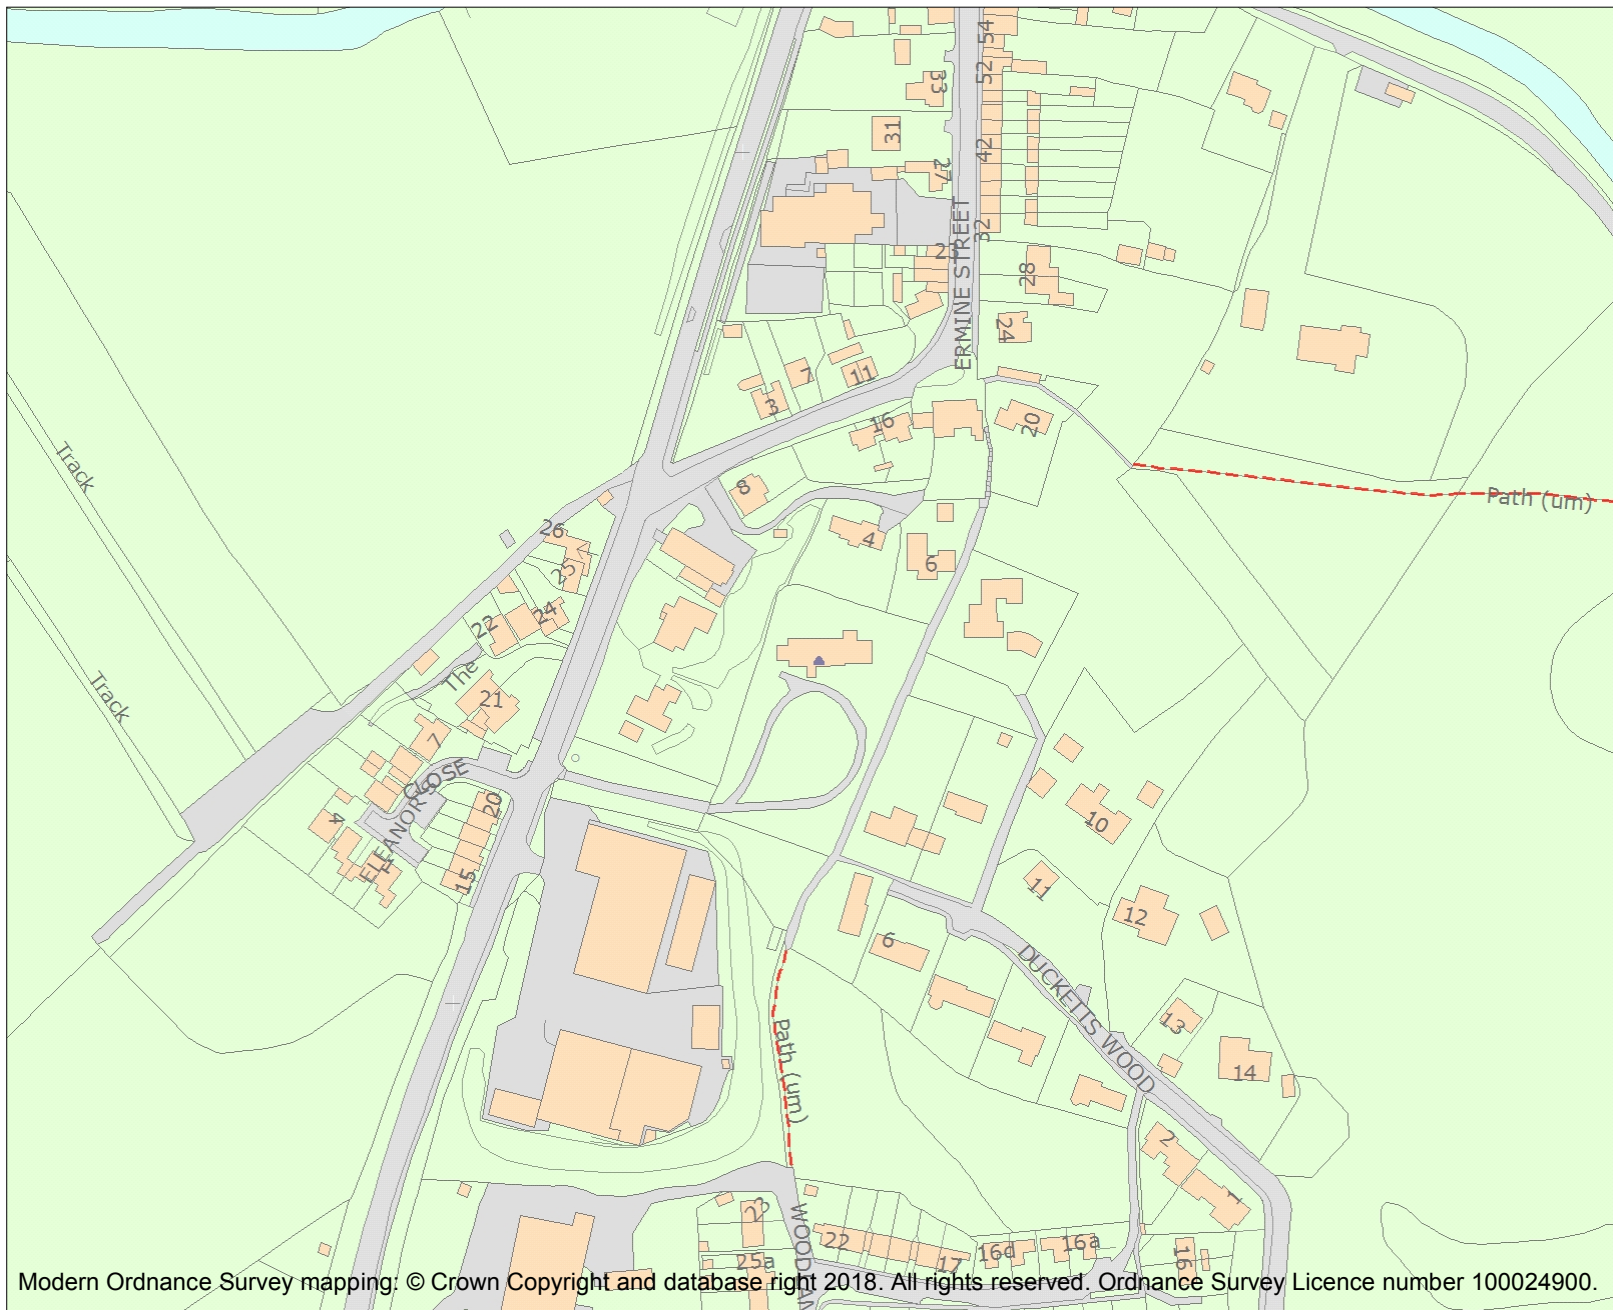 54
52
33
31
42
27
32
ERMINE STREET
28
24
7
11
3
16
20
8
Track
Path (um)
26
4
6
25
24
22
The
21
Track
7
CLOSE
20
ELEANOR'S
4
1
15
10
11
12
6
DUCKETTS WOOD
13
14
Path (um)
2
1
23
WOODLAN
22
17
16d
16a
16
25a
Modern Ordnance Survey mapping: © Crown Copyright and database right 2018. All rights reserved. Ordnance Survey Licence number 100024900.